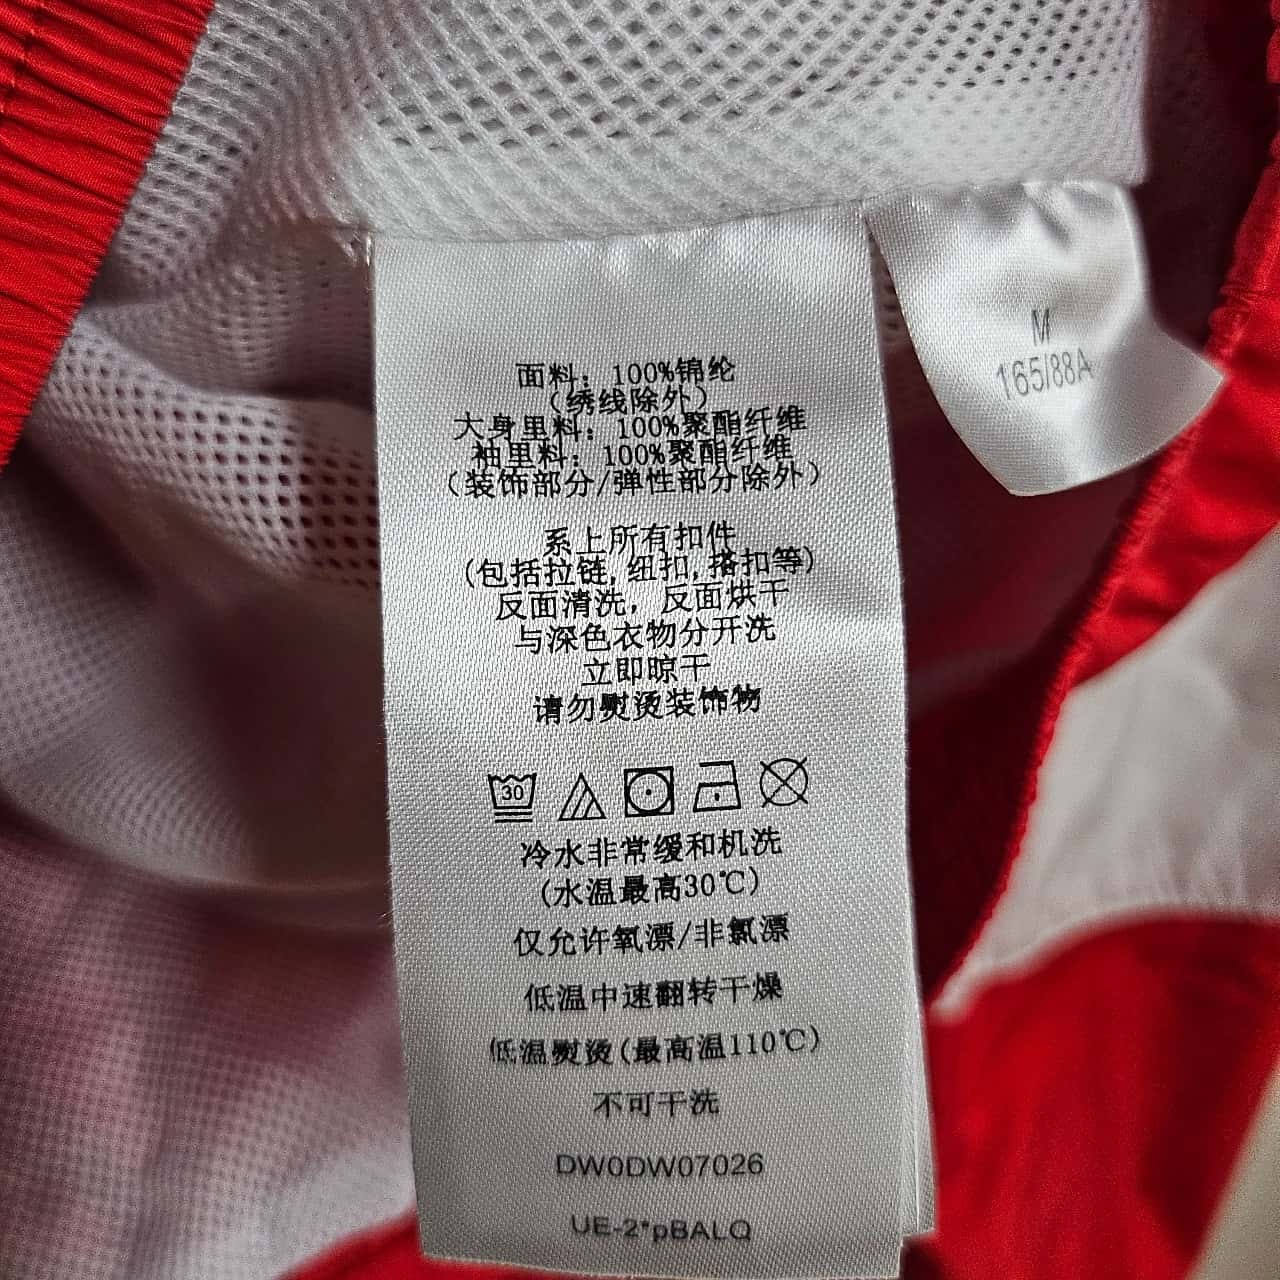 面料：100%锦纶
（绣线除外）
大身里料：100%聚酯纤维
袖里料：100%聚酯纤维
（装饰部分/弹性部分除外）
系上所有扣件
(包括拉链,纽扣,搭扣等)
反面清洗，反面烘干
与深色衣物分开洗
立即晾干
请勿熨烫装饰物
30
冷水非常缓和机洗
(水温最高30℃)
仅允许氧漂/非氯漂
低温中速翻转干燥
低温熨烫(最高温110℃)
不可干洗
DW0DW07026
UE-2*pBALQ
M
165/88A